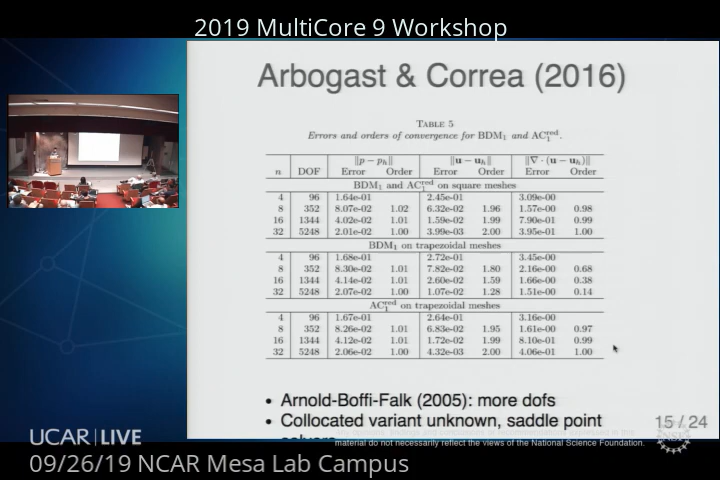 2019 MultiCore 9 Workshop
Arbogast & Correa (2016)
TABLE 5
Errors and orders of convergence for BDM₁ and AC₁ʳᵉᵈ.
‖p − pₕ‖ ‖u − uₕ‖ ‖∇ · (u − uₕ)‖
n DOF Error Order Error Order Error Order
BDM₁ and AC₁ʳᵉᵈ on square meshes
4 96 1.64e-01 2.45e-01 3.09e-00
8 352 8.07e-02 1.02 6.32e-02 1.96 1.57e-00 0.98
16 1344 4.02e-02 1.01 1.59e-02 1.99 7.90e-01 0.99
32 5248 2.01e-02 1.00 3.99e-03 2.00 3.95e-01 1.00
BDM₁ on trapezoidal meshes
4 96 1.68e-01 2.72e-01 3.45e-00
8 352 8.30e-02 1.01 7.82e-02 1.80 2.16e-00 0.68
16 1344 4.14e-02 1.01 2.60e-02 1.59 1.66e-00 0.38
32 5248 2.07e-02 1.00 1.07e-02 1.28 1.51e-00 0.14
AC₁ʳᵉᵈ on trapezoidal meshes
4 96 1.67e-01 2.64e-01 3.16e-00
8 352 8.26e-02 1.01 6.83e-02 1.95 1.61e-00 0.97
16 1344 4.12e-02 1.01 1.72e-02 1.99 8.10e-01 0.99
32 5248 2.06e-02 1.00 4.32e-03 2.00 4.06e-01 1.00
• Arnold-Boffi-Falk (2005): more dofs
• Collocated variant unknown, saddle point
15 / 24
UCAR|LIVE
material do not necessarily reflect the views of the National Science Foundation.
NSF
09/26/19 NCAR Mesa Lab Campus